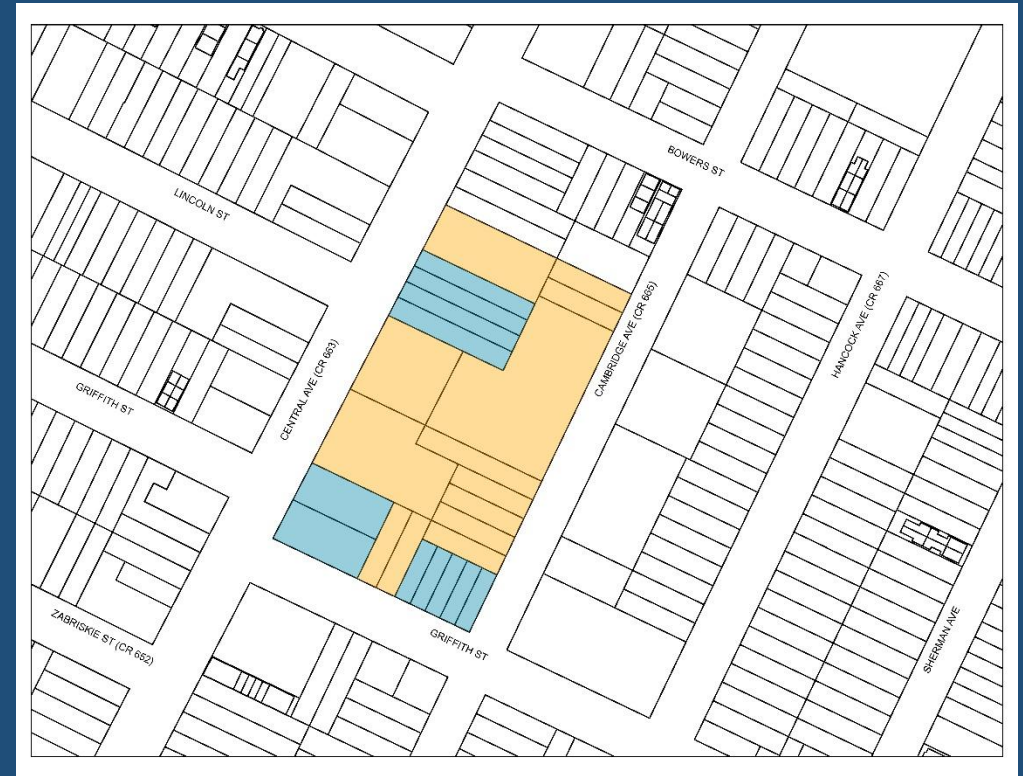 BOWERS ST
LINCOLN ST
HANCOCK AVE (CR 667)
CAMBRIDGE AVE (CR 665)
CENTRAL AVE (CR 663)
GRIFFITH ST
ZABRISKIE ST (CR 652)
GRIFFITH ST
SHERMAN AVE